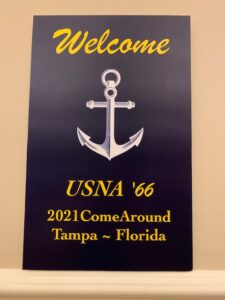 Welcome
USNA '66
2021ComeAround
Tampa ~ Florida